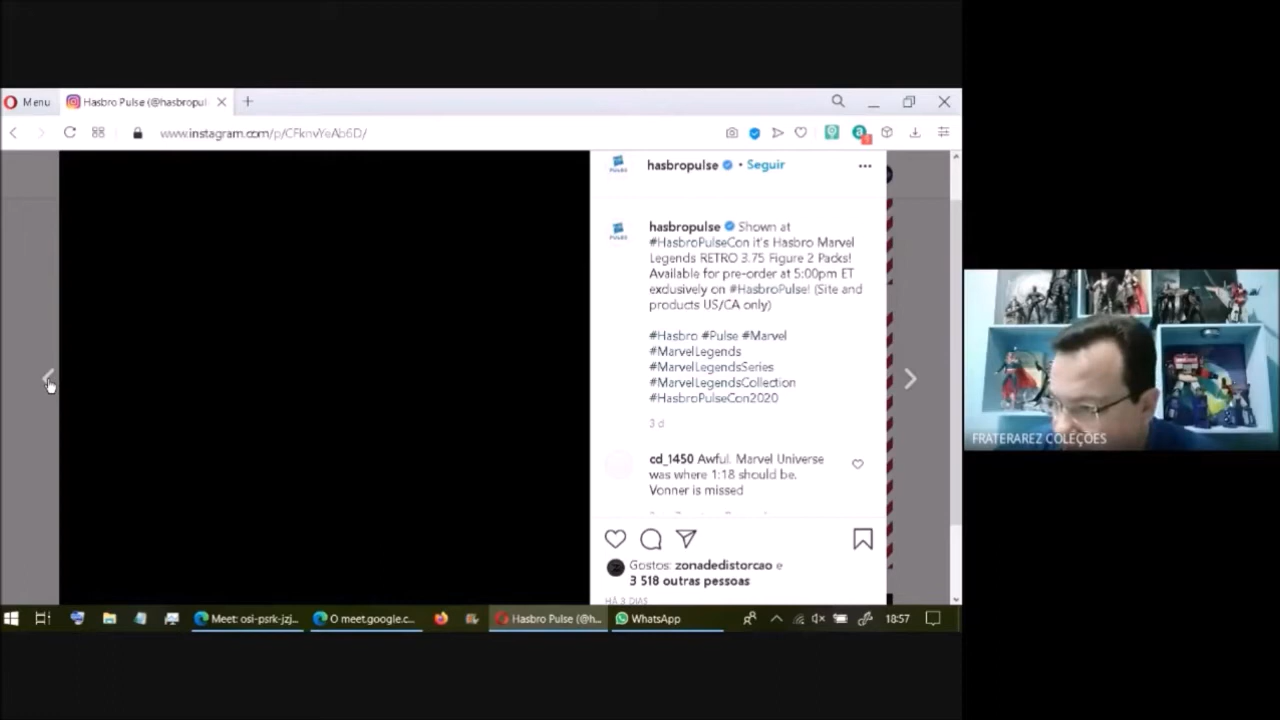 Menu
Hasbro Pulse (@hasbropul
www.instagram.com/p/CFknvYeAb6D/
hasbropulse • Seguir
hasbropulse Shown at
#HasbroPulseCon it's Hasbro Marvel
Legends RETRO 3.75 Figure 2 Packs!
Available for pre-order at 5:00pm ET
exclusively on #HasbroPulse! (Site and
products US/CA only)
#Hasbro #Pulse #Marvel
#MarvelLegends
#MarvelLegendsSeries
#MarvelLegendsCollection
#HasbroPulseCon2020
3 d
cd_1450 Awful. Marvel Universe
was where 1:18 should be.
Vonner is missed
Gostos: zonadedistorcao e
3 518 outras pessoas
HÁ 3 DIAS
FRATERAREZ COLEÇÕES
Meet: osi-psrk-jzj...
O meet.google.c...
Hasbro Pulse (@h...
WhatsApp
18:57